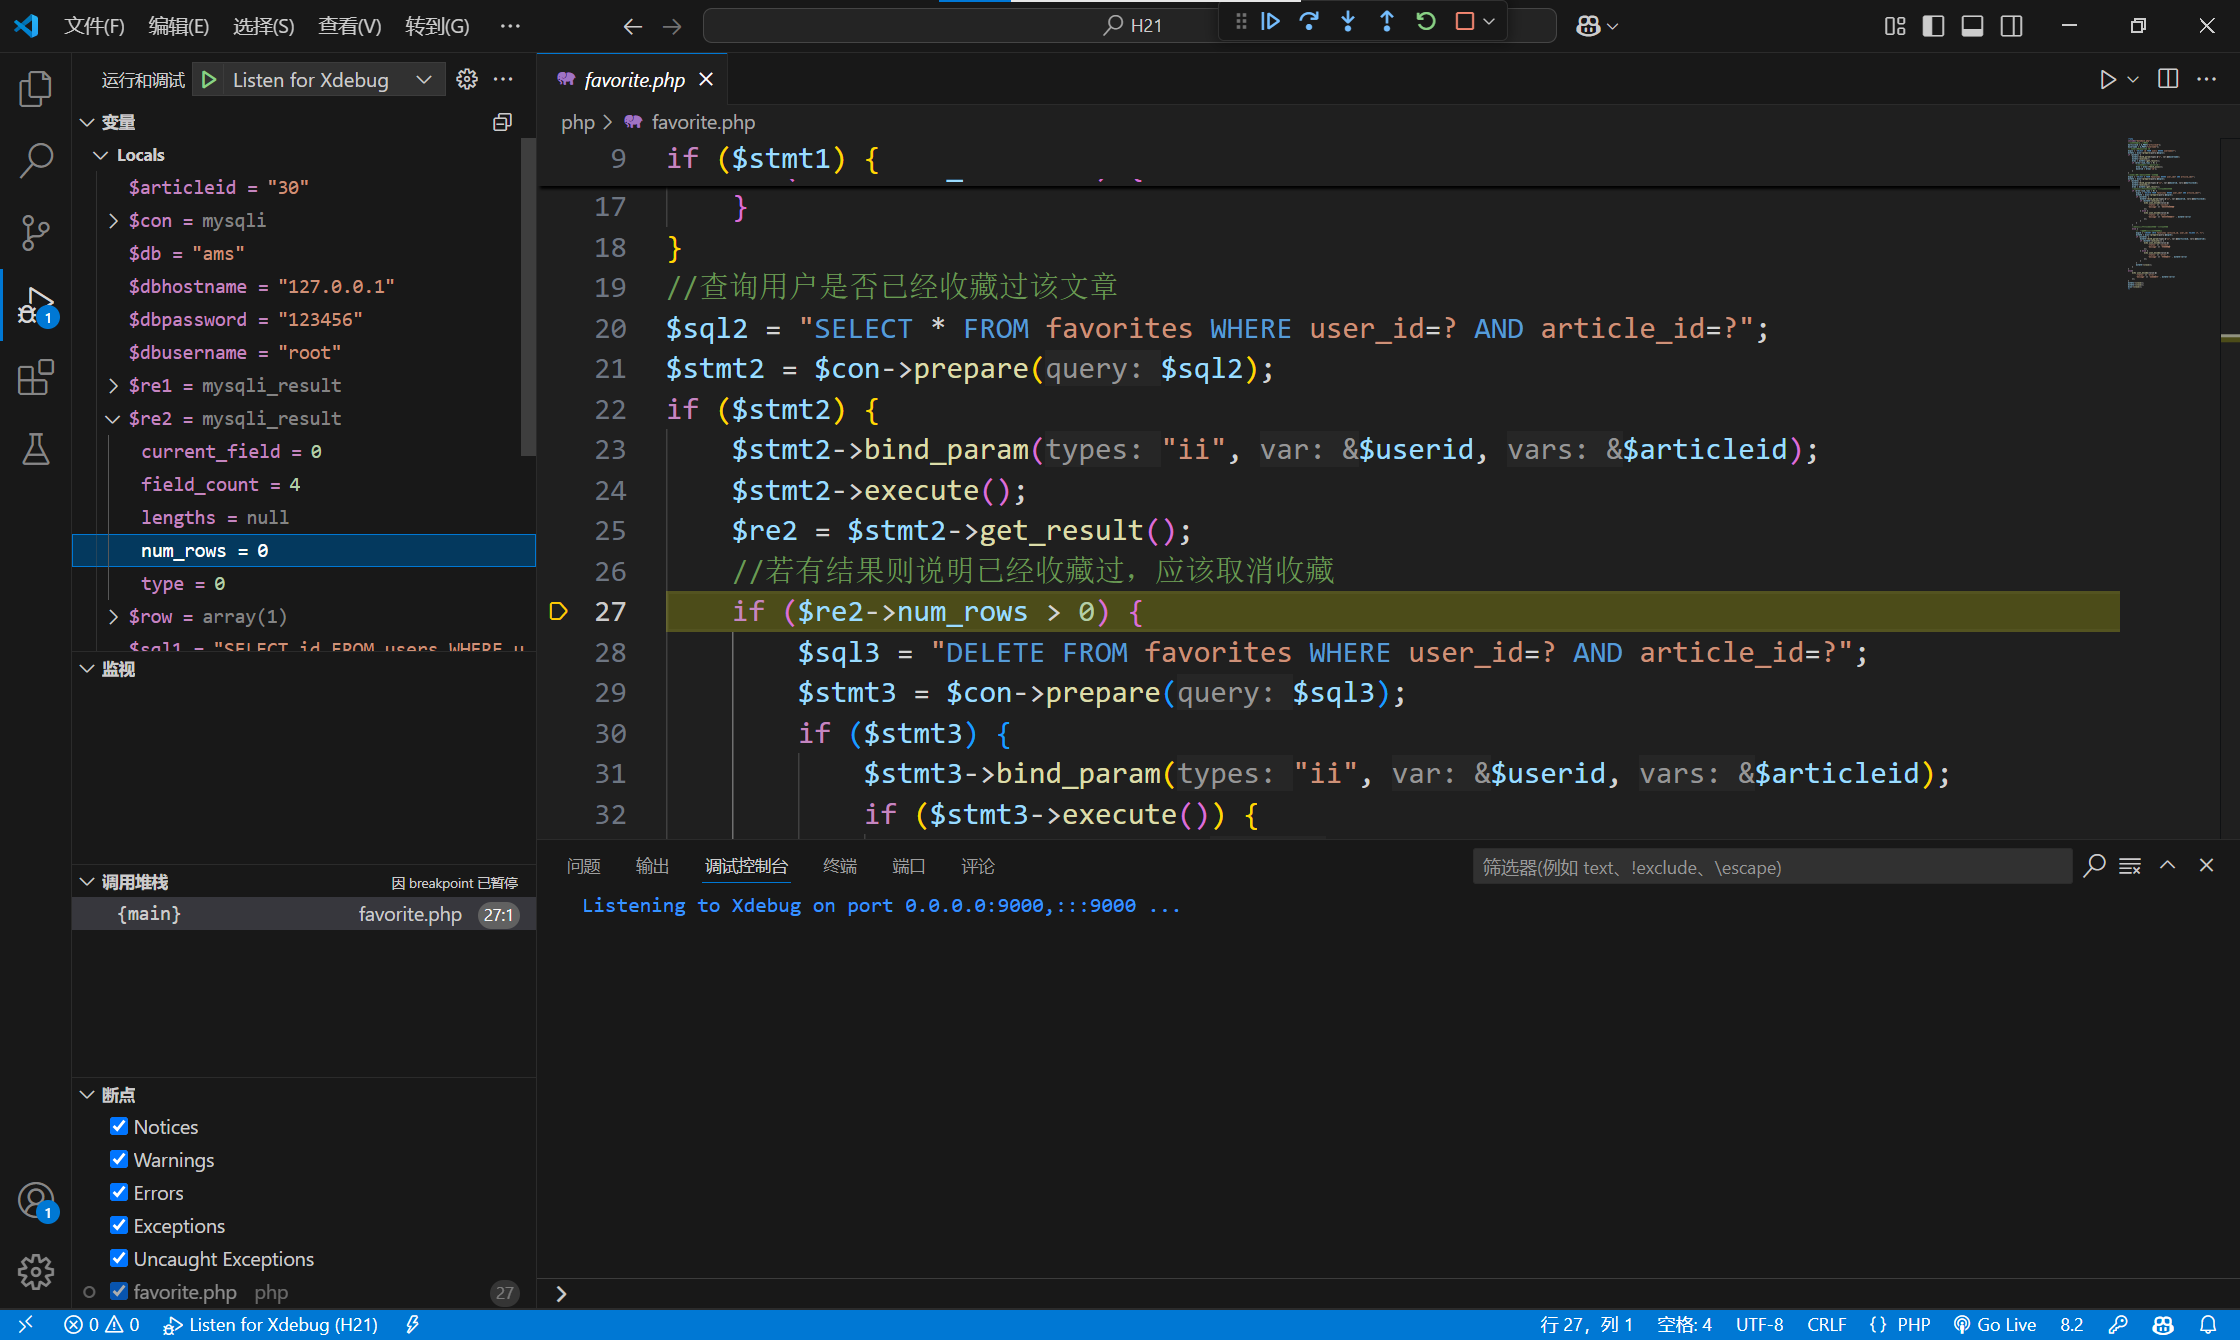 文件(F) 编辑(E) 选择(S) 查看(V) 转到(G) ··· H21
运行和调试 Listen for Xdebug
变量
Locals
$articleid = "30"
$con = mysqli
$db = "ams"
$dbhostname = "127.0.0.1"
$dbpassword = "123456"
$dbusername = "root"
$re1 = mysqli_result
$re2 = mysqli_result
current_field = 0
field_count = 4
lengths = null
num_rows = 0
type = 0
$row = array(1)
$sql1 = "SELECT id FROM users WHERE u
监视
调用堆栈 因 breakpoint 已暂停
{main} favorite.php 27:1
断点
Notices
Warnings
Errors
Exceptions
Uncaught Exceptions
favorite.php php 27
favorite.php
php > favorite.php
9 if ($stmt1) {
17 }
18 }
19 //查询用户是否已经收藏过该文章
20 $sql2 = "SELECT * FROM favorites WHERE user_id=? AND article_id=?";
21 $stmt2 = $con->prepare(query: $sql2);
22 if ($stmt2) {
23 $stmt2->bind_param(types: "ii", var: &$userid, vars: &$articleid);
24 $stmt2->execute();
25 $re2 = $stmt2->get_result();
26 //若有结果则说明已经收藏过，应该取消收藏
27 if ($re2->num_rows > 0) {
28 $sql3 = "DELETE FROM favorites WHERE user_id=? AND article_id=?";
29 $stmt3 = $con->prepare(query: $sql3);
30 if ($stmt3) {
31 $stmt3->bind_param(types: "ii", var: &$userid, vars: &$articleid);
32 if ($stmt3->execute()) {
问题 输出 调试控制台 终端 端口 评论 筛选器(例如 text、!exclude、\escape)
Listening to Xdebug on port 0.0.0.0:9000,:::9000 ...
0 0 Listen for Xdebug (H21) 行 27，列 1 空格: 4 UTF-8 CRLF {} PHP Go Live 8.2
1
1